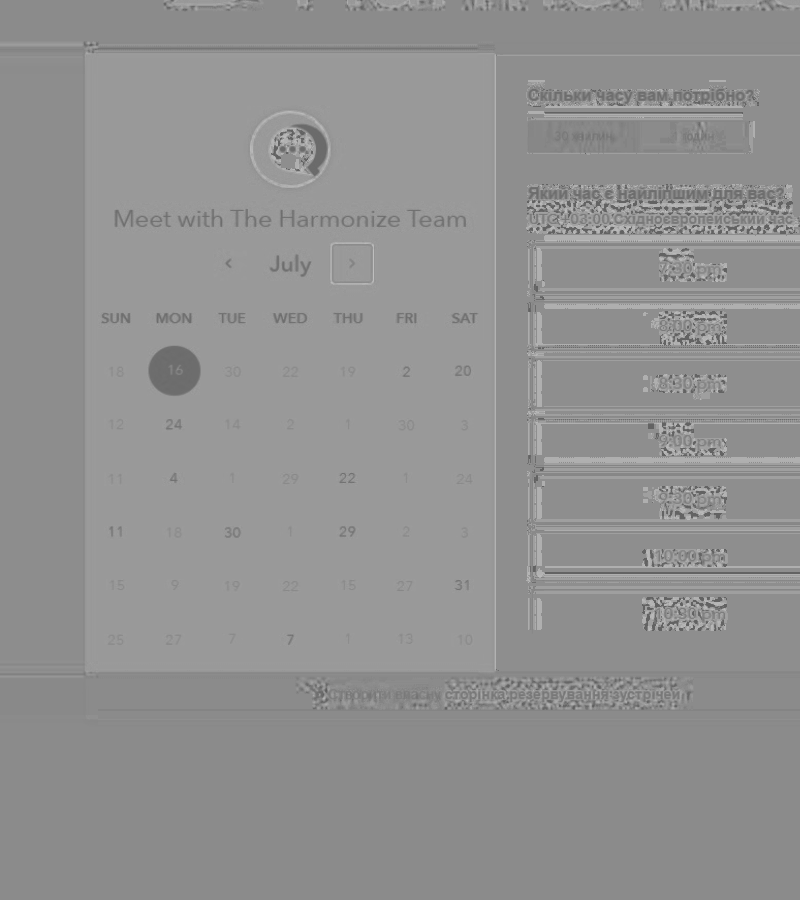 Meet with The Harmonize Team
July
SUN MON TUE WED THU FRI SAT
18 16 30 22 19 2 20
12 24 14 2 1 30 3
11 4 1 29 22 1 24
11 18 30 1 29 2 3
15 9 19 22 15 27 31
25 27 7 7 1 13 10
Скільки часу вам потрібно?
30 хвилин
1 годин
Який час є найліпшим для вас?
UTC +03:00 Східноєвропейський час
7:30 pm
8:00 pm
8:30 pm
9:00 pm
9:30 pm
10:00 pm
10:30 pm
Створити власну сторінка резервування зустрічей